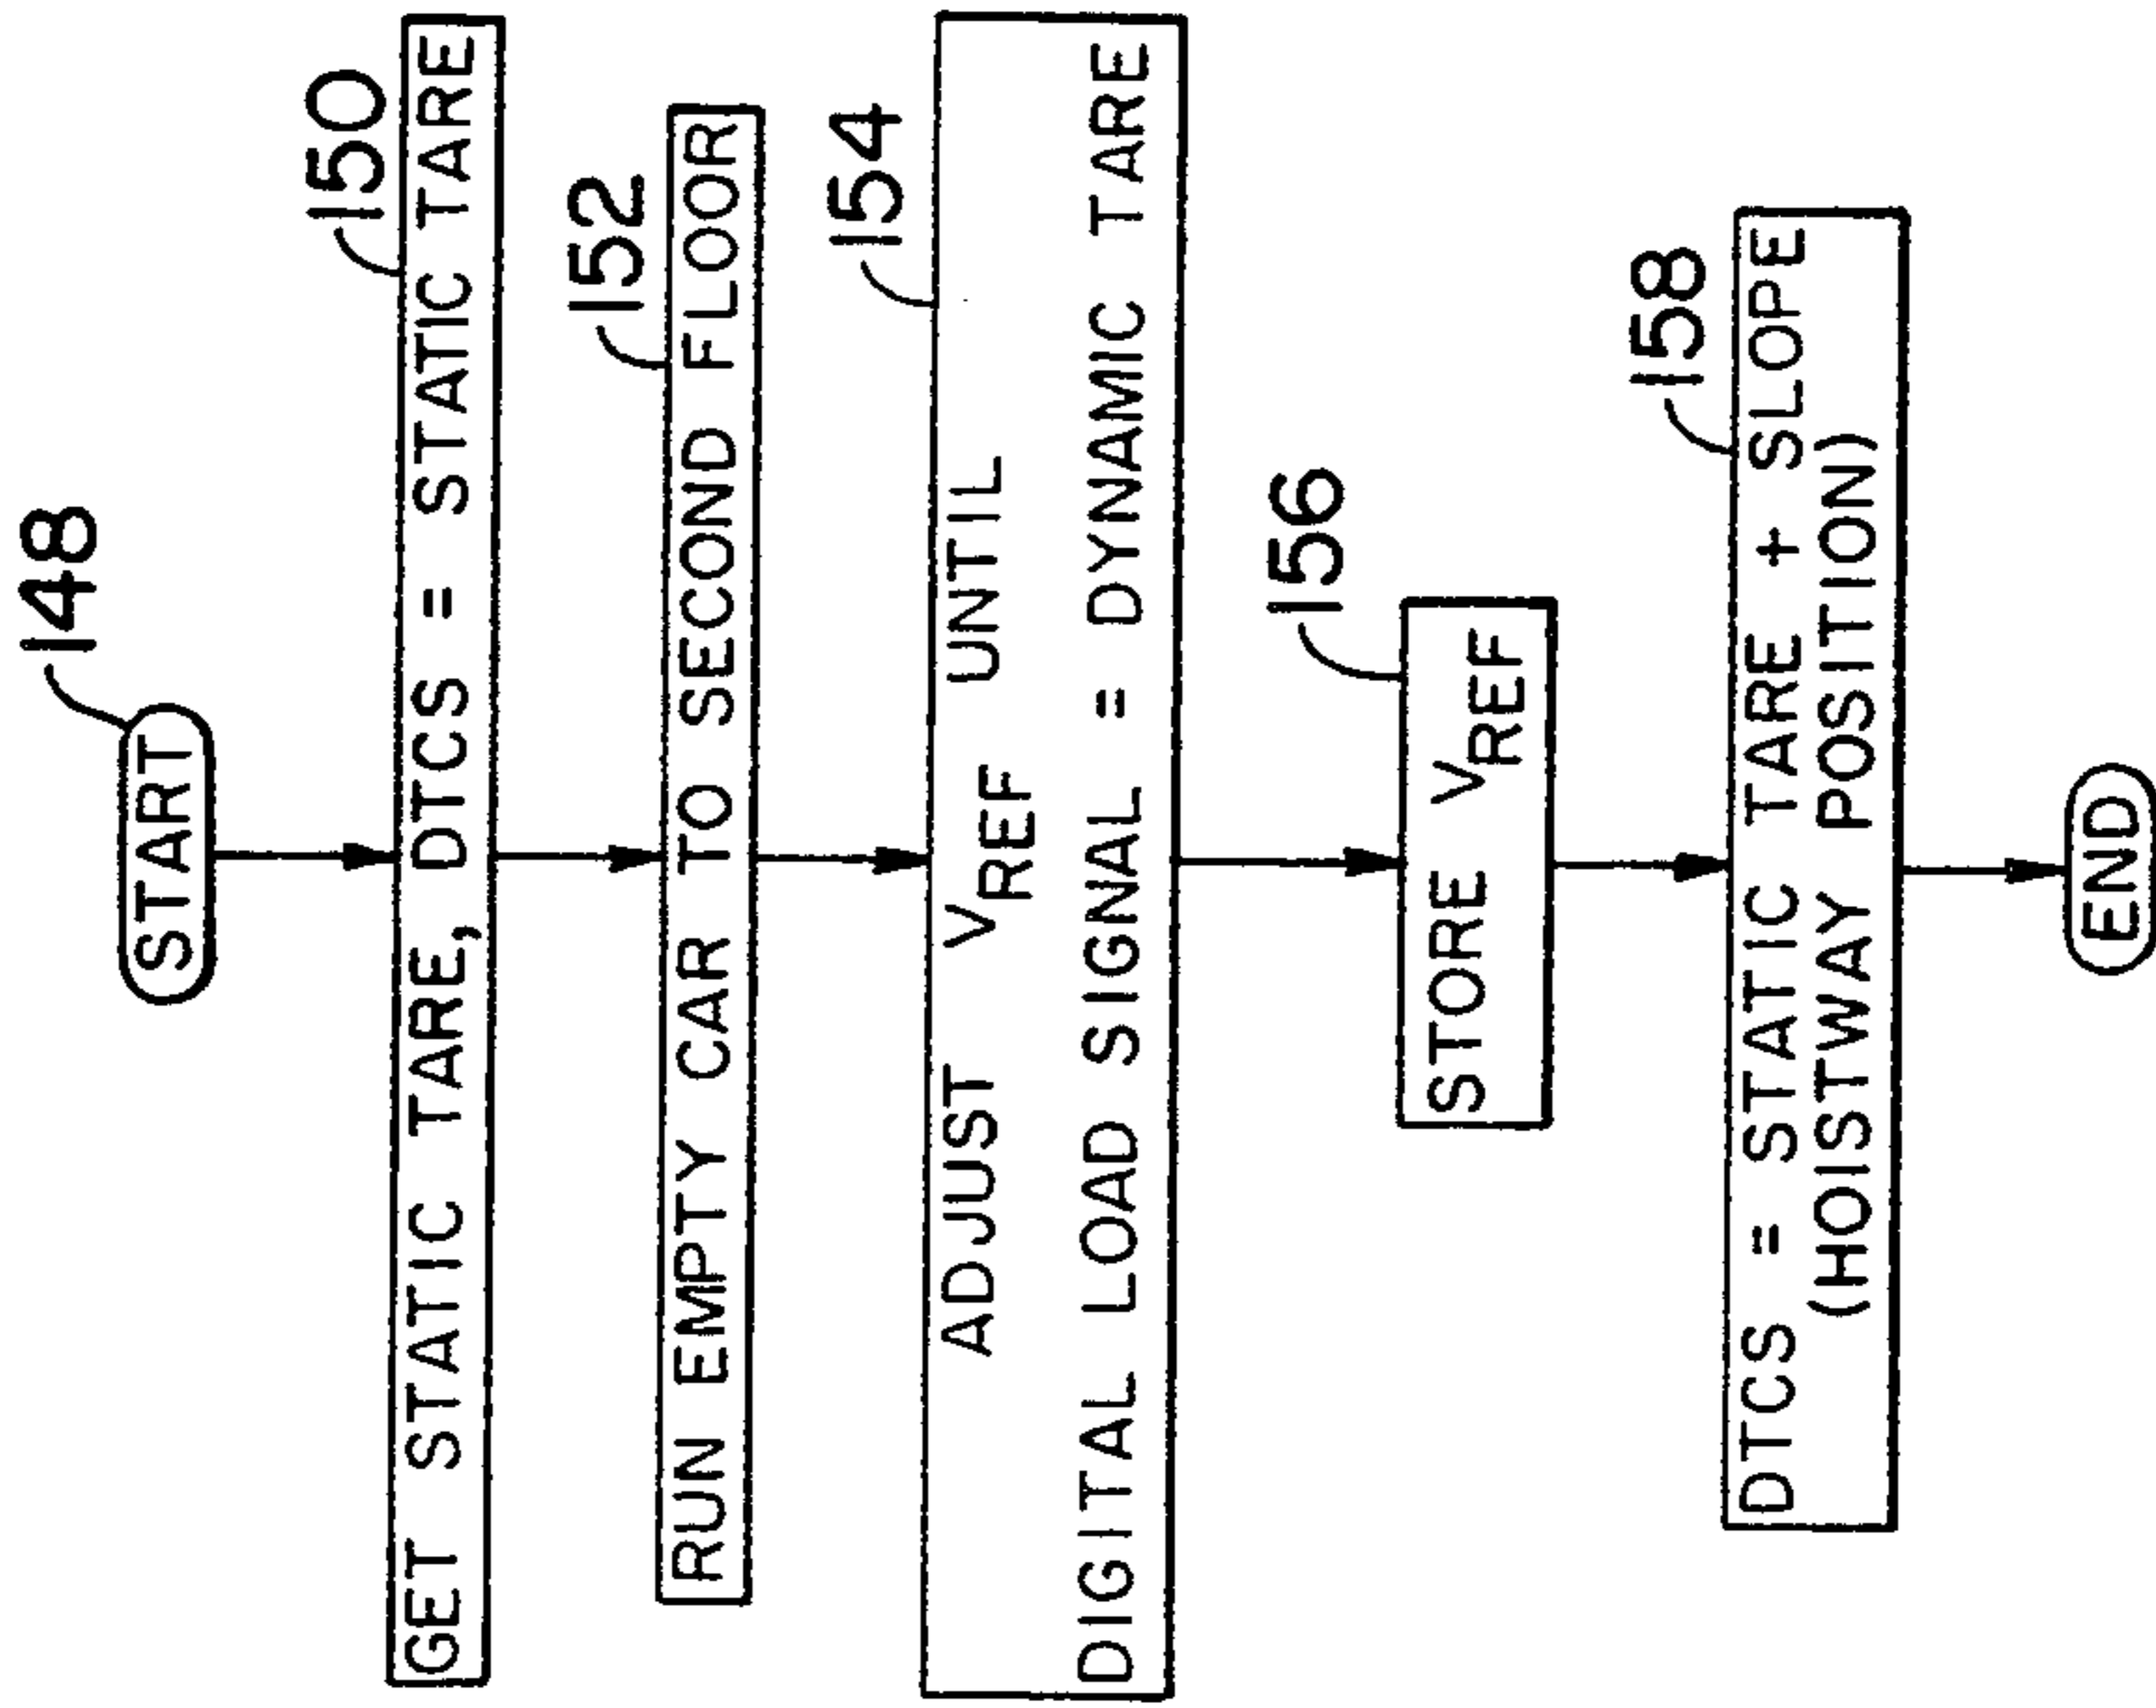 148
START
150
GET STATIC TARE, DTCS = STATIC TARE
152
RUN EMPTY CAR TO SECOND FLOOR
154
ADJUST VREF UNTIL
DIGITAL LOAD SIGNAL = DYNAMIC TARE
156
STORE VREF
158
DTCS = STATIC TARE + SLOPE
(HOISTWAY POSITION)
END